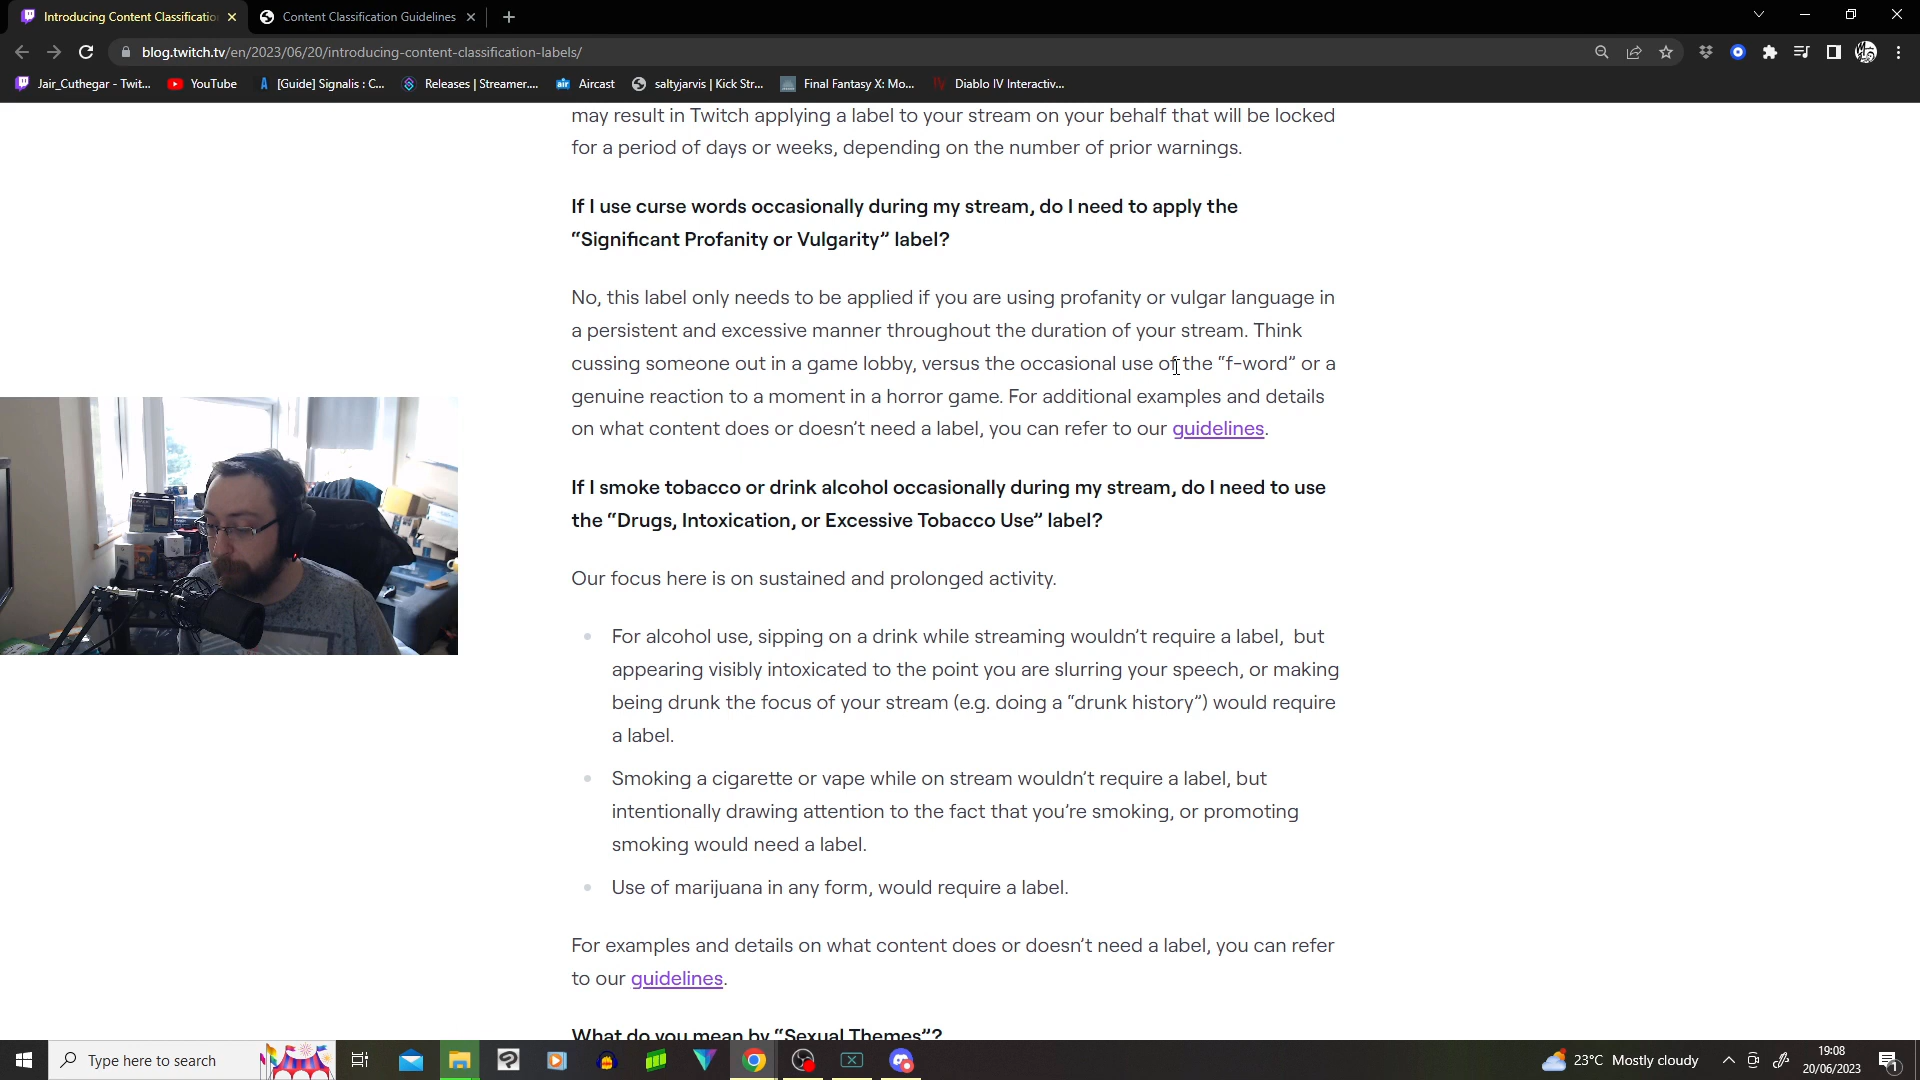 Introducing Content Classificatio
Content Classification Guidelines
blog.twitch.tv/en/2023/06/20/introducing-content-classification-labels/
Jair_Cuthegar - Twit...
YouTube
[Guide] Signalis : C...
Releases | Streamer....
Aircast
saltyjarvis | Kick Str...
Final Fantasy X: Mo...
Diablo IV Interactiv...
may result in Twitch applying a label to your stream on your behalf that will be locked
for a period of days or weeks, depending on the number of prior warnings.
If I use curse words occasionally during my stream, do I need to apply the
“Significant Profanity or Vulgarity” label?
No, this label only needs to be applied if you are using profanity or vulgar language in
a persistent and excessive manner throughout the duration of your stream. Think
cussing someone out in a game lobby, versus the occasional use of the “f-word” or a
genuine reaction to a moment in a horror game. For additional examples and details
on what content does or doesn’t need a label, you can refer to our guidelines.
If I smoke tobacco or drink alcohol occasionally during my stream, do I need to use
the “Drugs, Intoxication, or Excessive Tobacco Use” label?
Our focus here is on sustained and prolonged activity.
For alcohol use, sipping on a drink while streaming wouldn’t require a label, but
appearing visibly intoxicated to the point you are slurring your speech, or making
being drunk the focus of your stream (e.g. doing a “drunk history”) would require
a label.
Smoking a cigarette or vape while on stream wouldn’t require a label, but
intentionally drawing attention to the fact that you’re smoking, or promoting
smoking would need a label.
Use of marijuana in any form, would require a label.
For examples and details on what content does or doesn’t need a label, you can refer
to our guidelines.
What do you mean by “Sexual Themes”?
Type here to search
23°C Mostly cloudy
19:08
20/06/2023
1